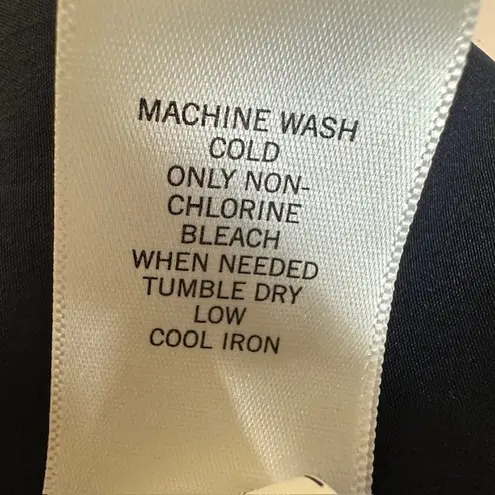 MACHINE WASH
COLD
ONLY NON-
CHLORINE
BLEACH
WHEN NEEDED
TUMBLE DRY
LOW
COOL IRON